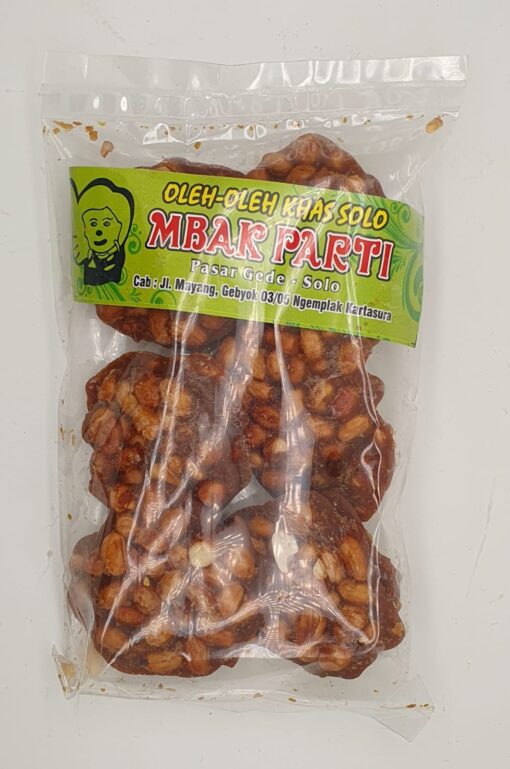 OLEH-OLEH KHAS SOLO
MBAK PARTI
Pasar Gede - Solo
Cab : Jl. Mayang, Gebyok 03/05 Ngemplak Kartasura